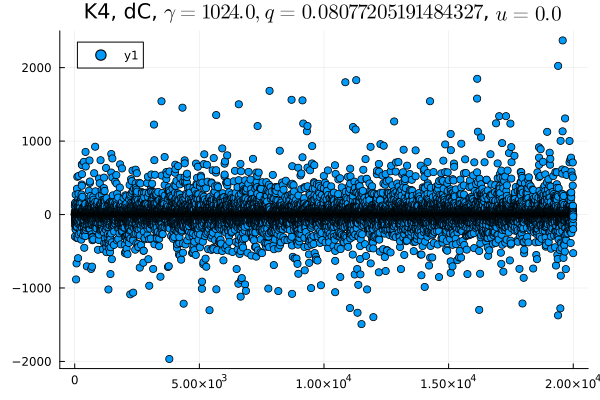 K4, dC, γ = 1024.0, q = 0.08077205191484327, u = 0.0
y1
2000
1000
0
−1000
−2000
0 5.00×10³ 1.00×10⁴ 1.50×10⁴ 2.00×10⁴